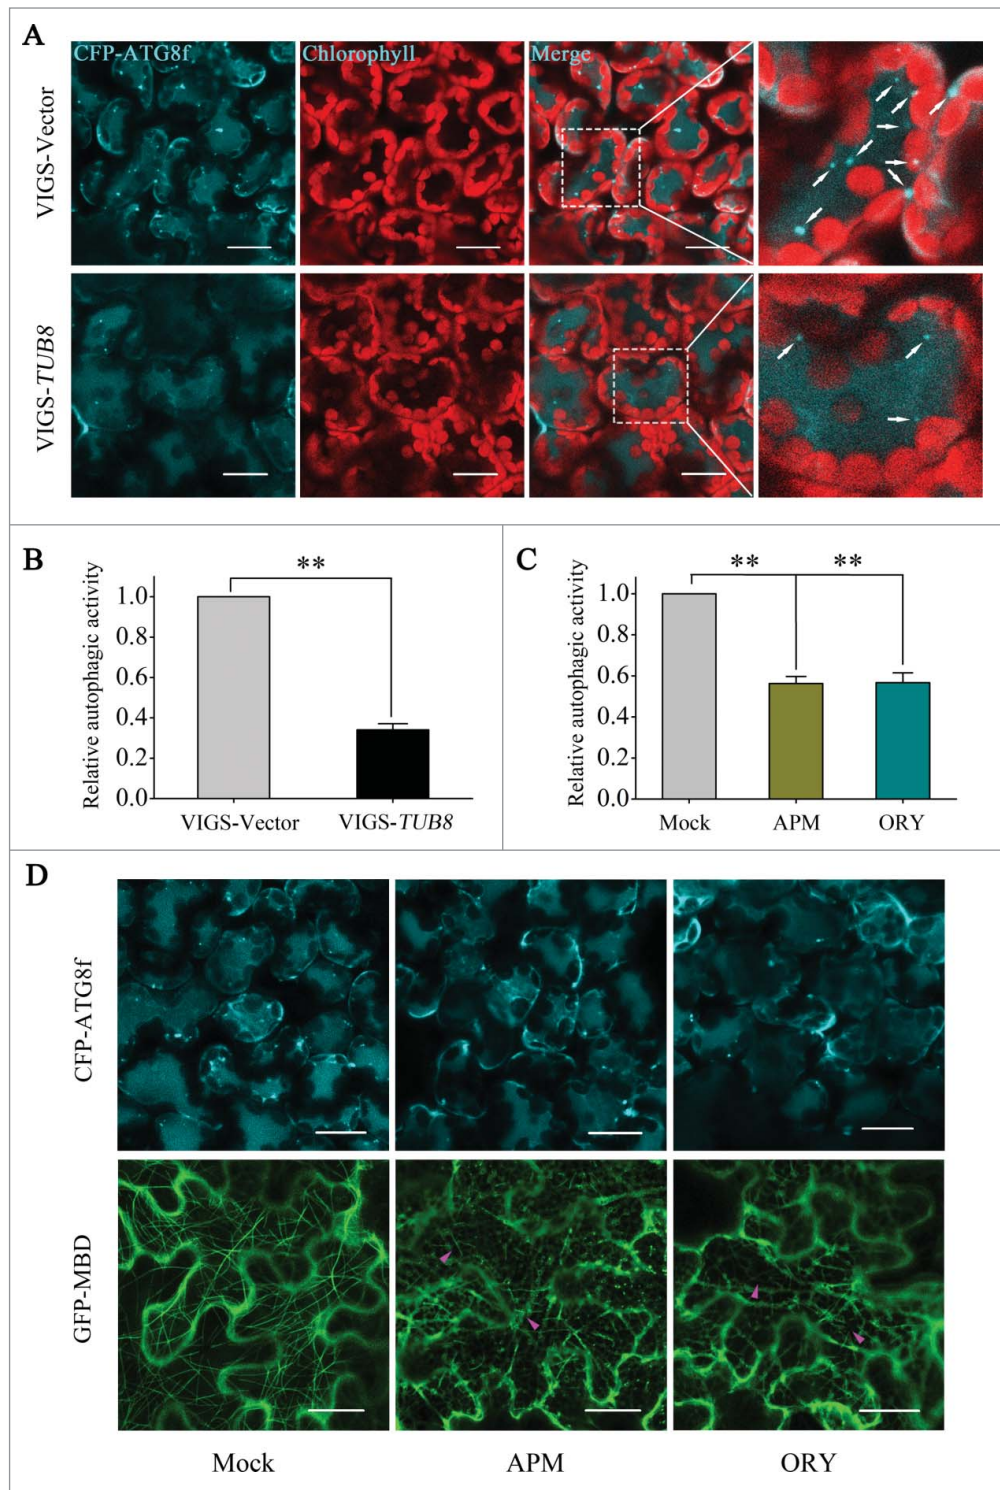 A
CFP-ATG8f
Chlorophyll
Merge
VIGS-Vector
VIGS-TUB8
B
Relative autophagic activity
1.0
0.8
0.6
0.4
0.2
0.0
**
VIGS-Vector
VIGS-TUB8
C
Relative autophagic activity
1.0
0.8
0.6
0.4
0.2
0.0
**
**
Mock
APM
ORY
D
CFP-ATG8f
GFP-MBD
Mock
APM
ORY